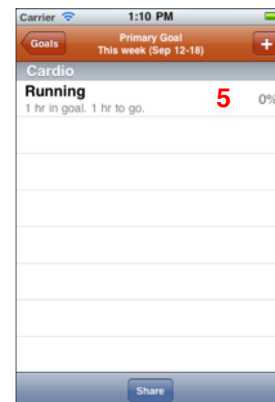 Carrier 1:10 PM
Goals
Primary Goal
This week (Sep 12-18)
+
Cardio
Running 5 0%
1 hr in goal. 1 hr to go.
Share